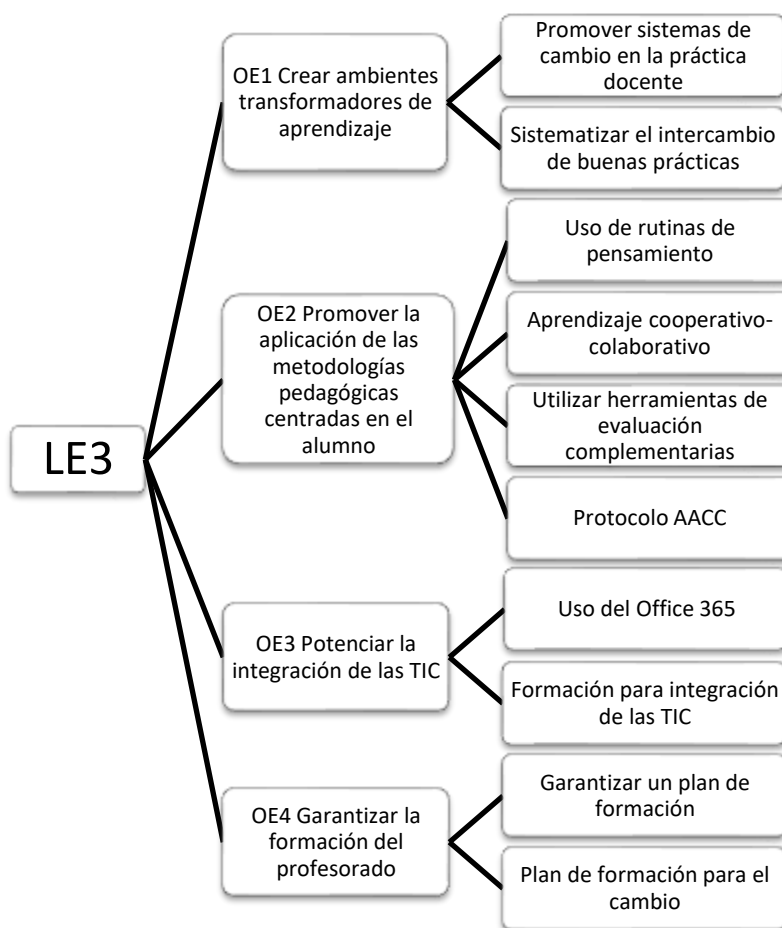 LE3
OE1 Crear ambientes
transformadores de
aprendizaje
Promover sistemas de
cambio en la práctica
docente
Sistematizar el intercambio
de buenas prácticas
OE2 Promover la
aplicación de las
metodologías
pedagógicas
centradas en el
alumno
Uso de rutinas de
pensamiento
Aprendizaje cooperativo-
colaborativo
Utilizar herramientas de
evaluación
complementarias
Protocolo AACC
OE3 Potenciar la
integración de las TIC
Uso del Office 365
Formación para integración
de las TIC
OE4 Garantizar la
formación del
profesorado
Garantizar un plan de
formación
Plan de formación para el
cambio